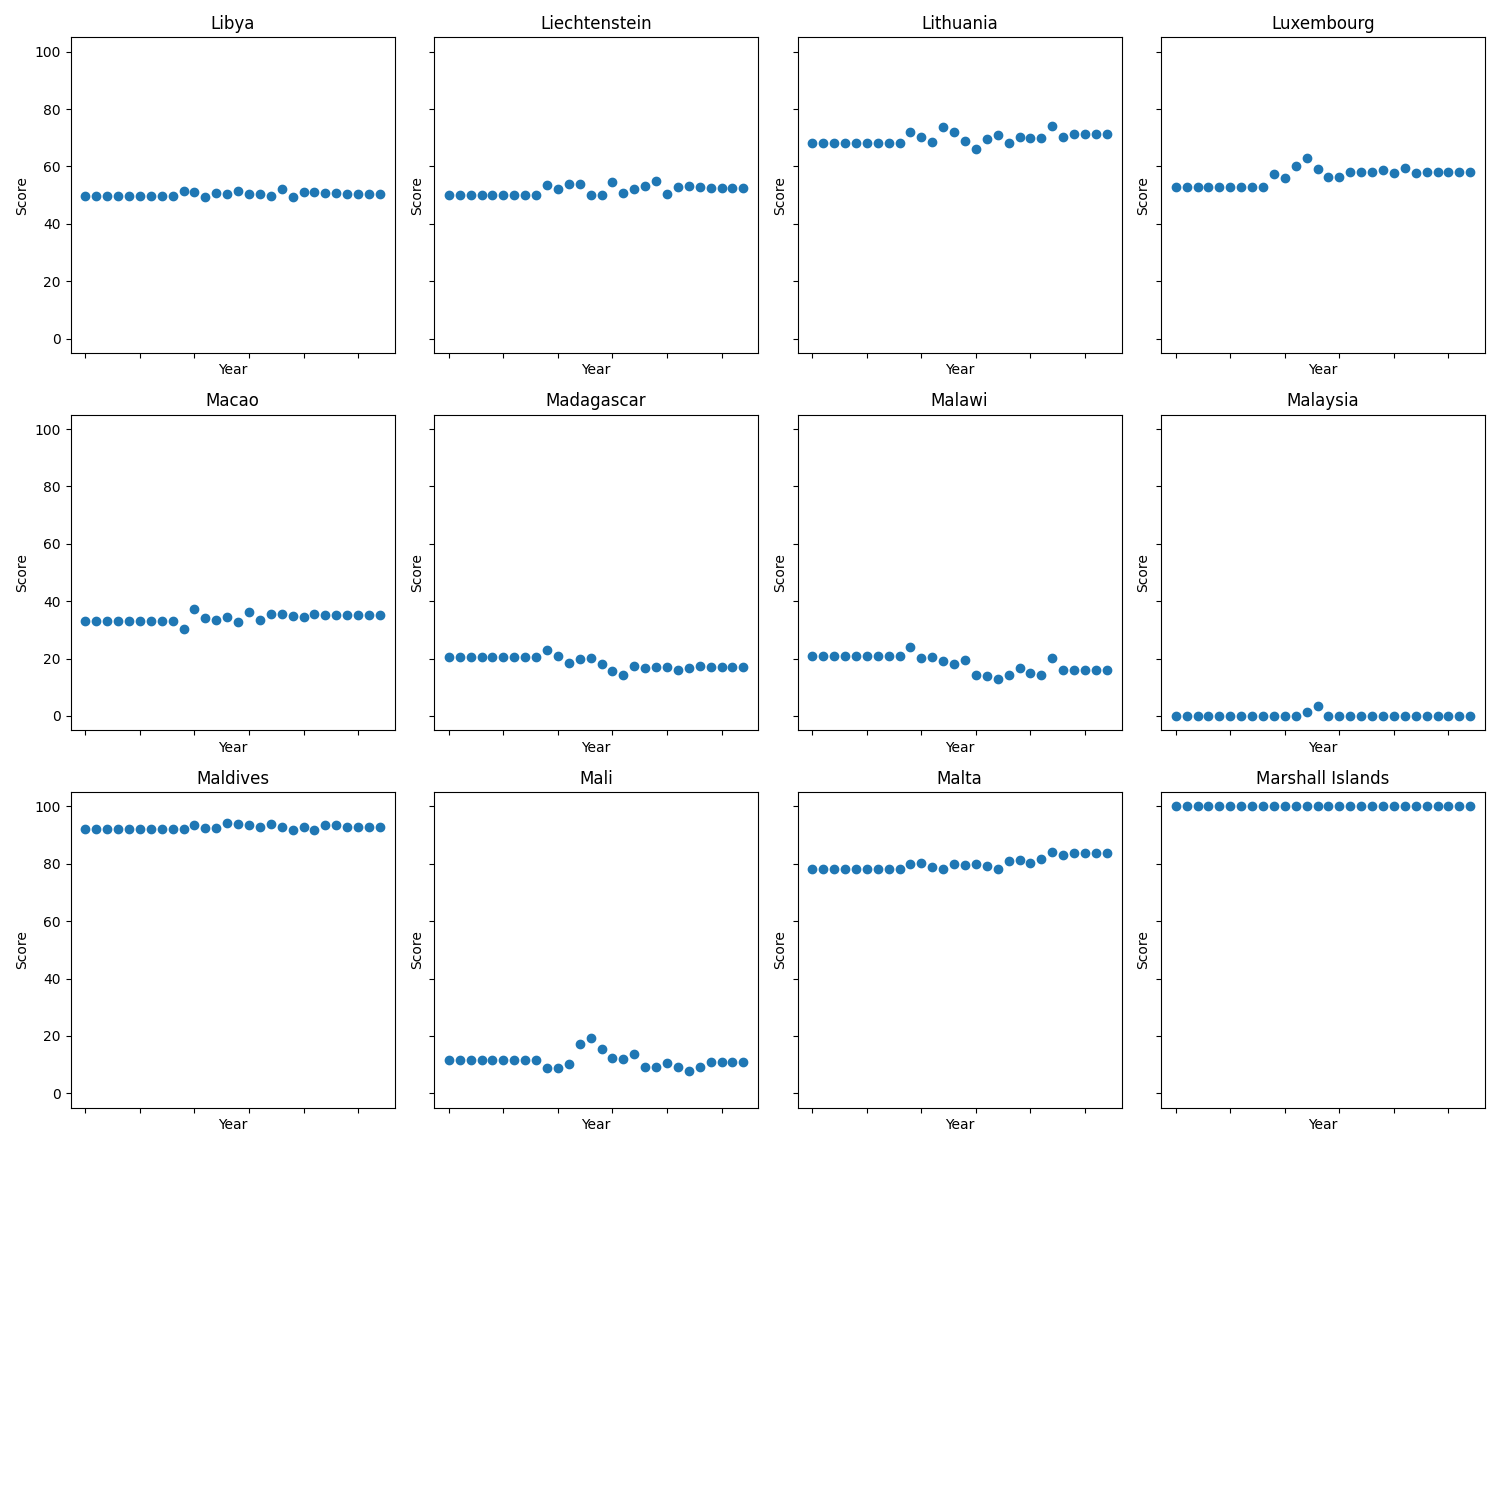 Libya
Liechtenstein
Lithuania
Luxembourg
100
80
60
40
20
0
Score
Score
Score
Score
Year
Year
Year
Year
Macao
Madagascar
Malawi
Malaysia
100
80
60
40
20
0
Score
Score
Score
Score
Year
Year
Year
Year
Maldives
Mali
Malta
Marshall Islands
100
80
60
40
20
0
Score
Score
Score
Score
Year
Year
Year
Year